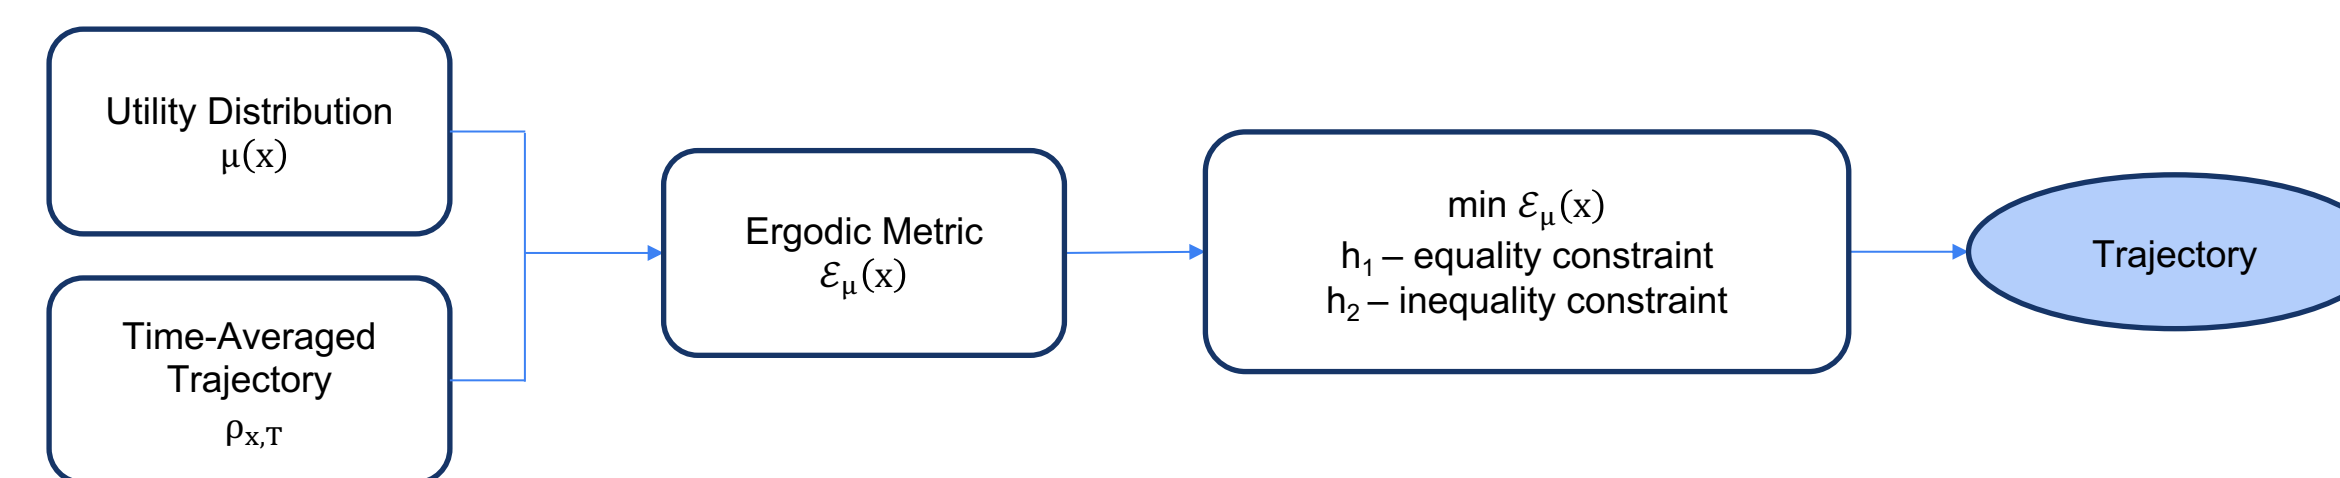 Utility Distribution
μ(x)
Time-Averaged
Trajectory
ρx,T
Ergodic Metric
ℰμ(x)
min ℰμ(x)
h1 – equality constraint
h2 – inequality constraint
Trajectory